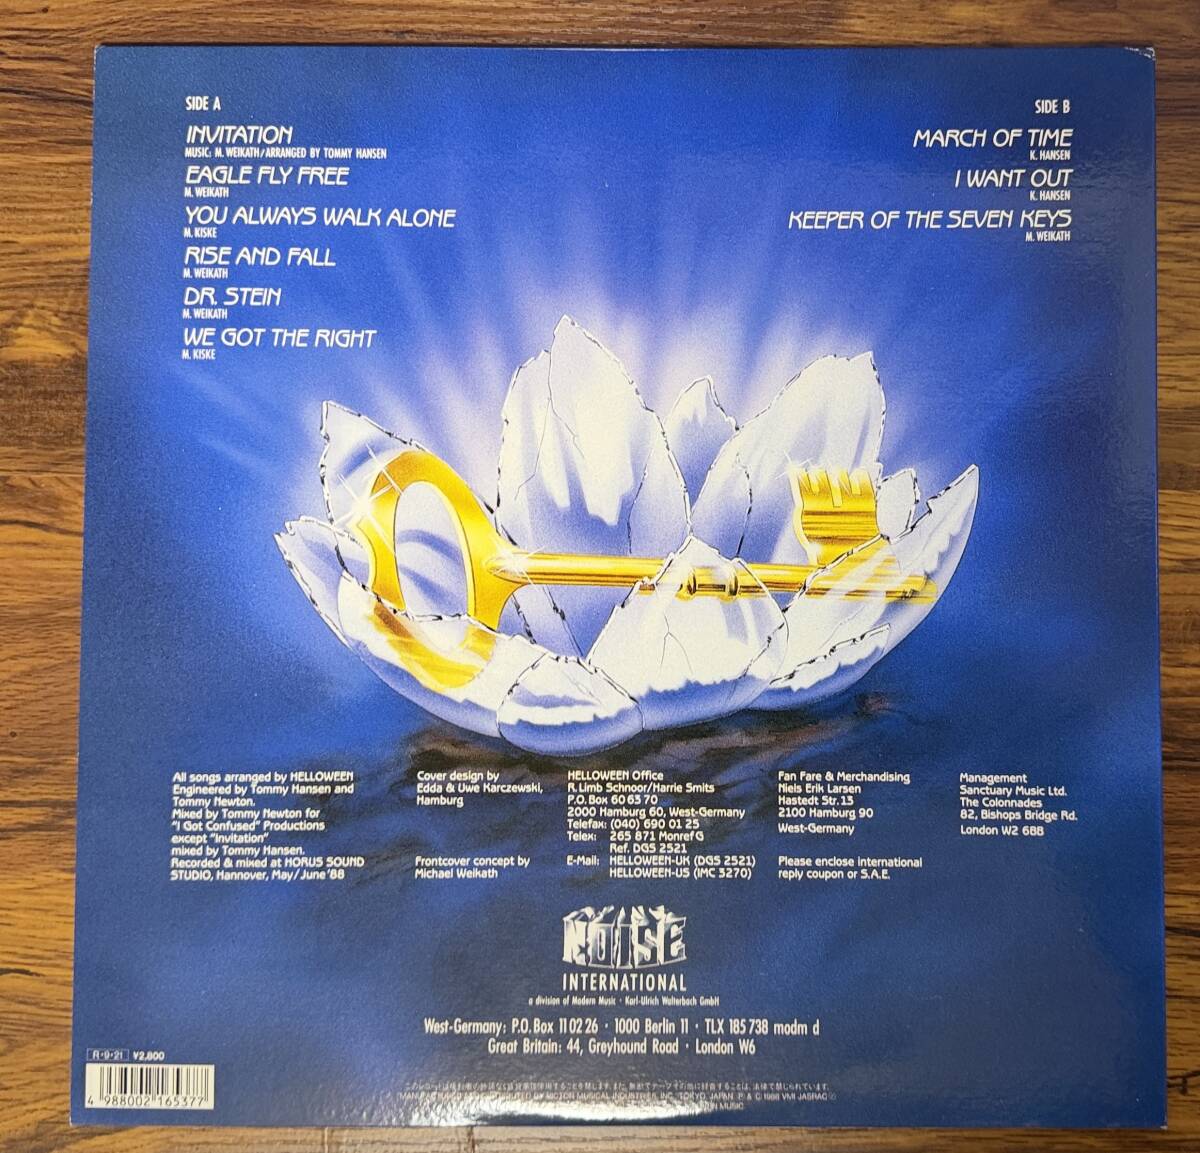 SIDE A
INVITATION
MUSIC: M. WEIKATH/ARRANGED BY TOMMY HANSEN
EAGLE FLY FREE
M. WEIKATH
YOU ALWAYS WALK ALONE
M. KISKE
RISE AND FALL
M. WEIKATH
DR. STEIN
M. WEIKATH
WE GOT THE RIGHT
M. KISKE
SIDE B
MARCH OF TIME
K. HANSEN
I WANT OUT
K. HANSEN
KEEPER OF THE SEVEN KEYS
M. WEIKATH
All songs arranged by HELLOWEEN
Engineered by Tommy Hansen and
Tommy Newton.
Mixed by Tommy Newton for
"I Got Confused" Productions
except "Invitation"
mixed by Tommy Hansen.
Recorded & mixed at HORUS SOUND
STUDIO, Hannover, May/June '88
Cover design by
Edda & Uwe Karczewski,
Hamburg
Frontcover concept by
Michael Weikath
HELLOWEEN Office
R. Limb Schnoor/Harrie Smits
P.O. Box 60 63 70
2000 Hamburg 60, West-Germany
Telefax: (040) 690 01 25
Telex: 265 871 Monref G
Ref. DGS 2521
E-Mail: HELLOWEEN-UK (DGS 2521)
HELLOWEEN-US (IMC 3270)
Fan Fare & Merchandising
Niels Erik Larsen
Hastedt Str. 13
2100 Hamburg 90
West-Germany
Please enclose international
reply coupon or S.A.E.
Management
Sanctuary Music Ltd.
The Colonnades
82, Bishops Bridge Rd.
London W2 6BB
NOISE
INTERNATIONAL
a division of Modern Music · Karl-Ulrich Walterbach GmbH
West-Germany: P.O. Box 11 02 26 · 1000 Berlin 11 · TLX 185 738 modm d
Great Britain: 44, Greyhound Road · London W6
R·9·21 ¥2,800
4 988002 165377
MUSICAL INDUSTRIES, INC. TOKYO, JAPAN. ℗ & © 1988 VMI JASRAC
MUSIC